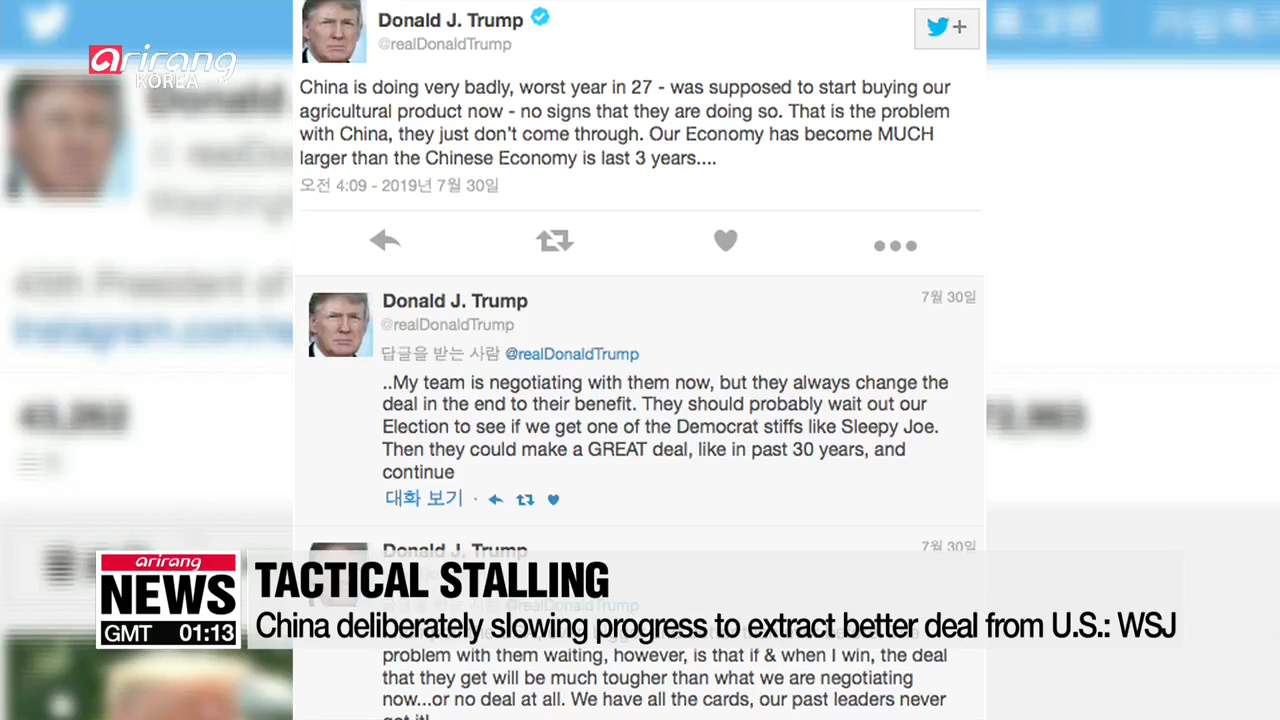 arirang
KOREA
Donald J. Trump
@realDonaldTrump
China is doing very badly, worst year in 27 - was supposed to start buying our
agricultural product now - no signs that they are doing so. That is the problem
with China, they just don't come through. Our Economy has become MUCH
larger than the Chinese Economy is last 3 years....
오전 4:09 - 2019년 7월 30일
Donald J. Trump
7월 30일
@realDonaldTrump
답글을 받는 사람 @realDonaldTrump
..My team is negotiating with them now, but they always change the
deal in the end to their benefit. They should probably wait out our
Election to see if we get one of the Democrat stiffs like Sleepy Joe.
Then they could make a GREAT deal, like in past 30 years, and
continue
대화 보기
Donald J. Trump
7월 30일
답글을 받는 사람 @realDonaldTrump
problem with them waiting, however, is that if & when I win, the deal
that they get will be much tougher than what we are negotiating
now...or no deal at all. We have all the cards, our past leaders never
got it!
arirang
NEWS
GMT 01:13
TACTICAL STALLING
China deliberately slowing progress to extract better deal from U.S.: WSJ